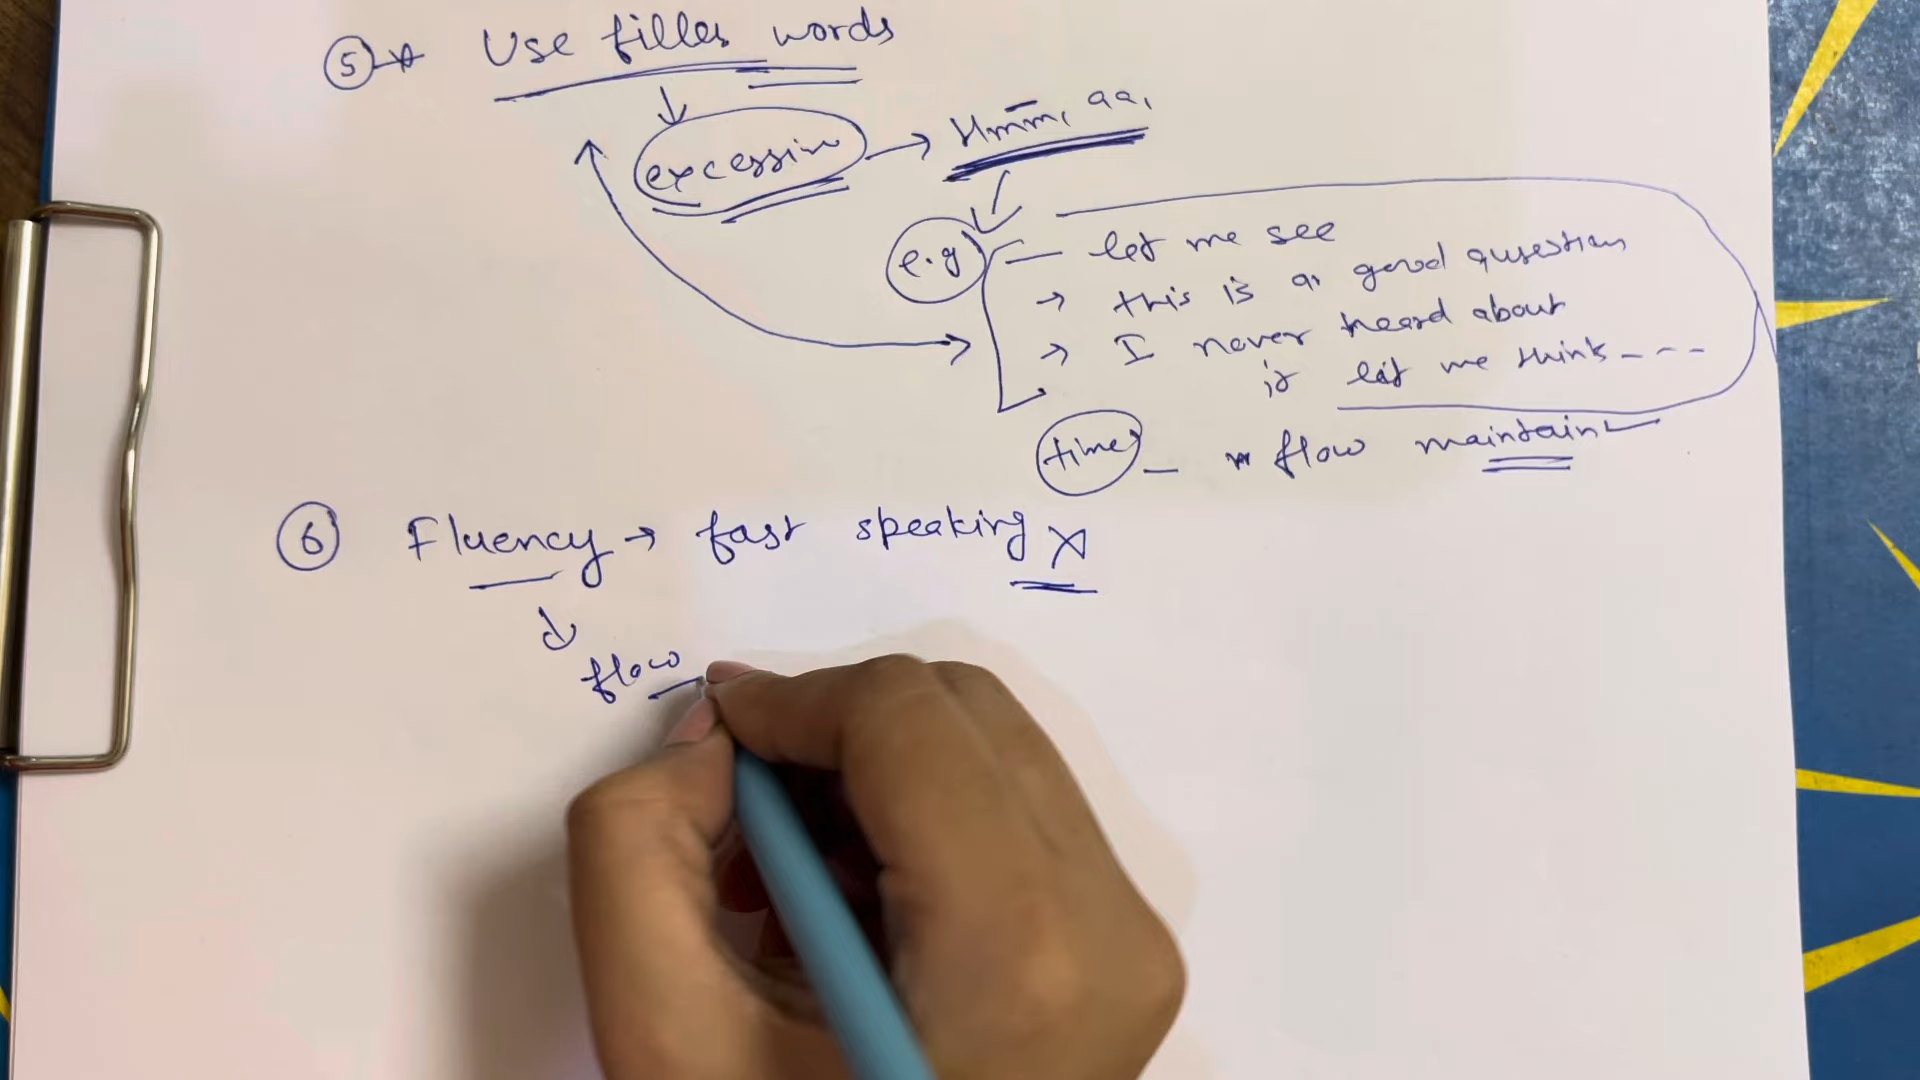 5 Use filler words
excessive → Hmm, aa,
e.g — let me see
→ this is a good question
→ I never heard about
it let me think - - - -
time — flow maintain
6 Fluency → fast speaking X
flow